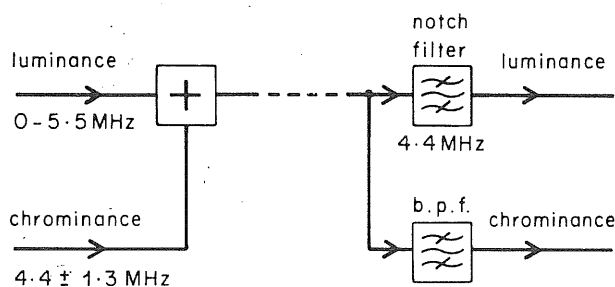 notch
filter
luminance
luminance
+
0-5·5MHz
4·4MHz
b.p.f.
chrominance
chrominance
4·4 ± 1·3 MHz